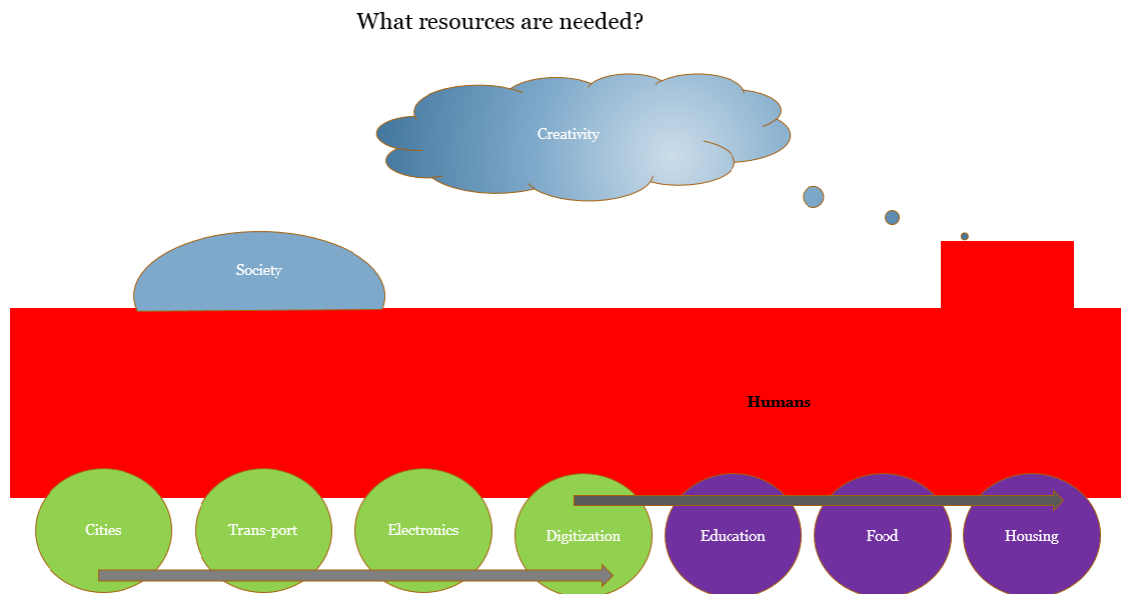 What resources are needed?
Creativity
Society
Humans
Cities
Trans-port
Electronics
Digitization
Education
Food
Housing